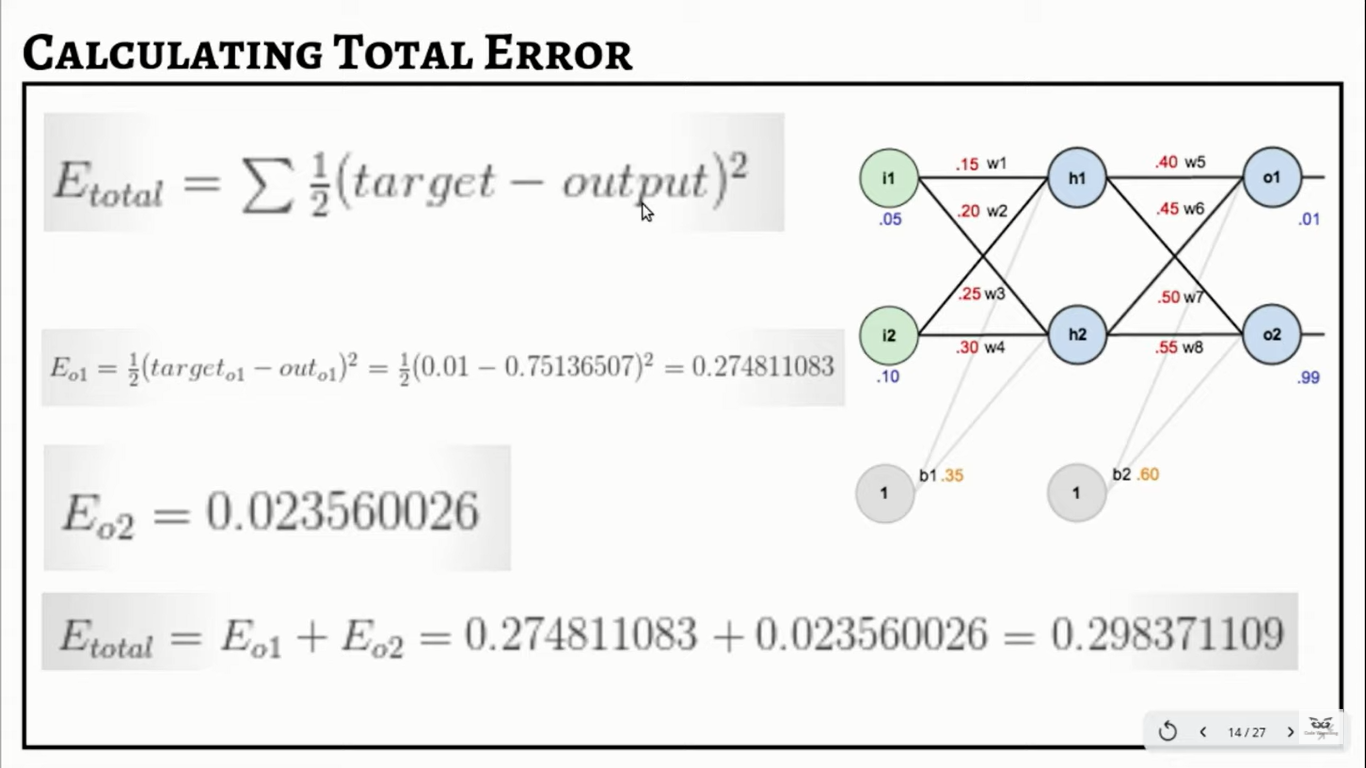 CALCULATING TOTAL ERROR
E_total = ∑ 1/2(target − output)²
E_o1 = 1/2(target_o1 − out_o1)² = 1/2(0.01 − 0.75136507)² = 0.274811083
E_o2 = 0.023560026
E_total = E_o1 + E_o2 = 0.274811083 + 0.023560026 = 0.298371109
i1 .15 w1 h1 .40 w5 o1
.05 .20 w2 .45 w6 .01
.25 w3 .50 w7
i2 .30 w4 h2 .55 w8 o2
.10 .99
1 b1 .35 1 b2 .60
14 / 27